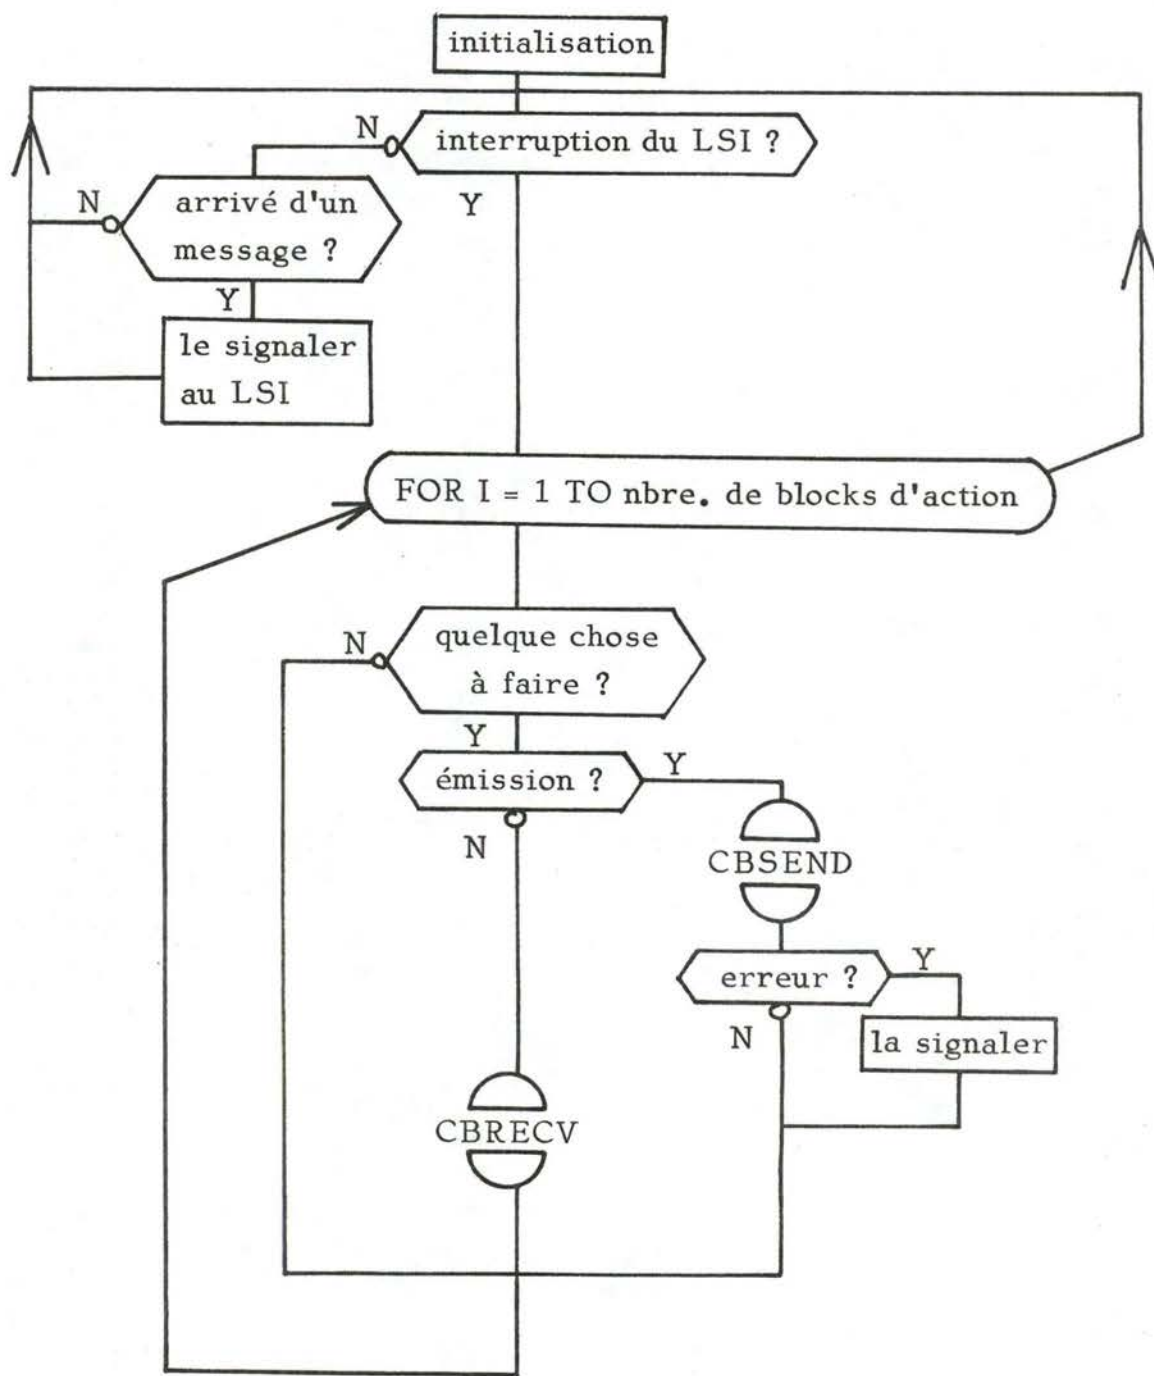 initialisation
N
interruption du LSI ?
N
arrivé d'un
message ?
Y
Y
le signaler
au LSI
FOR I = 1 TO nbre. de blocks d'action
N
quelque chose
à faire ?
Y
émission ?
Y
N
CBSEND
erreur ?
Y
N
la signaler
CBRECV